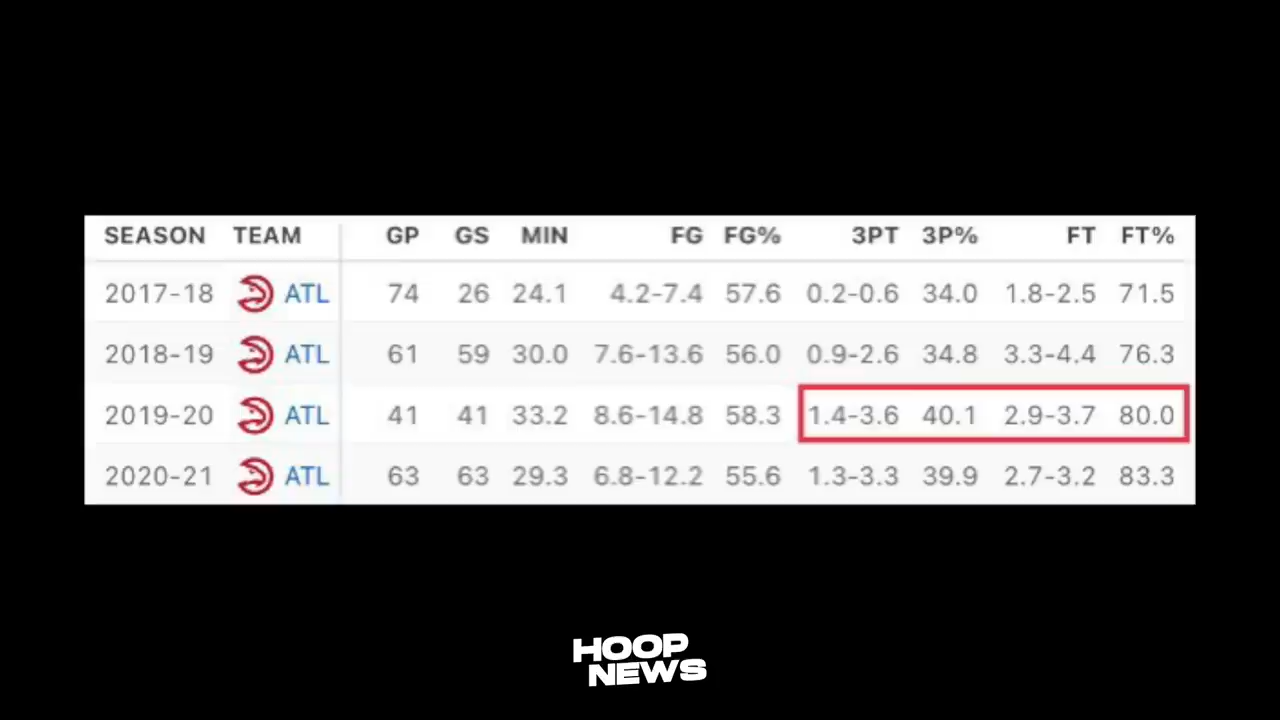 SEASON TEAM GP GS MIN FG FG% 3PT 3P% FT FT%
2017-18 ATL 74 26 24.1 4.2-7.4 57.6 0.2-0.6 34.0 1.8-2.5 71.5
2018-19 ATL 61 59 30.0 7.6-13.6 56.0 0.9-2.6 34.8 3.3-4.4 76.3
2019-20 ATL 41 41 33.2 8.6-14.8 58.3 1.4-3.6 40.1 2.9-3.7 80.0
2020-21 ATL 63 63 29.3 6.8-12.2 55.6 1.3-3.3 39.9 2.7-3.2 83.3
HOOP
NEWS